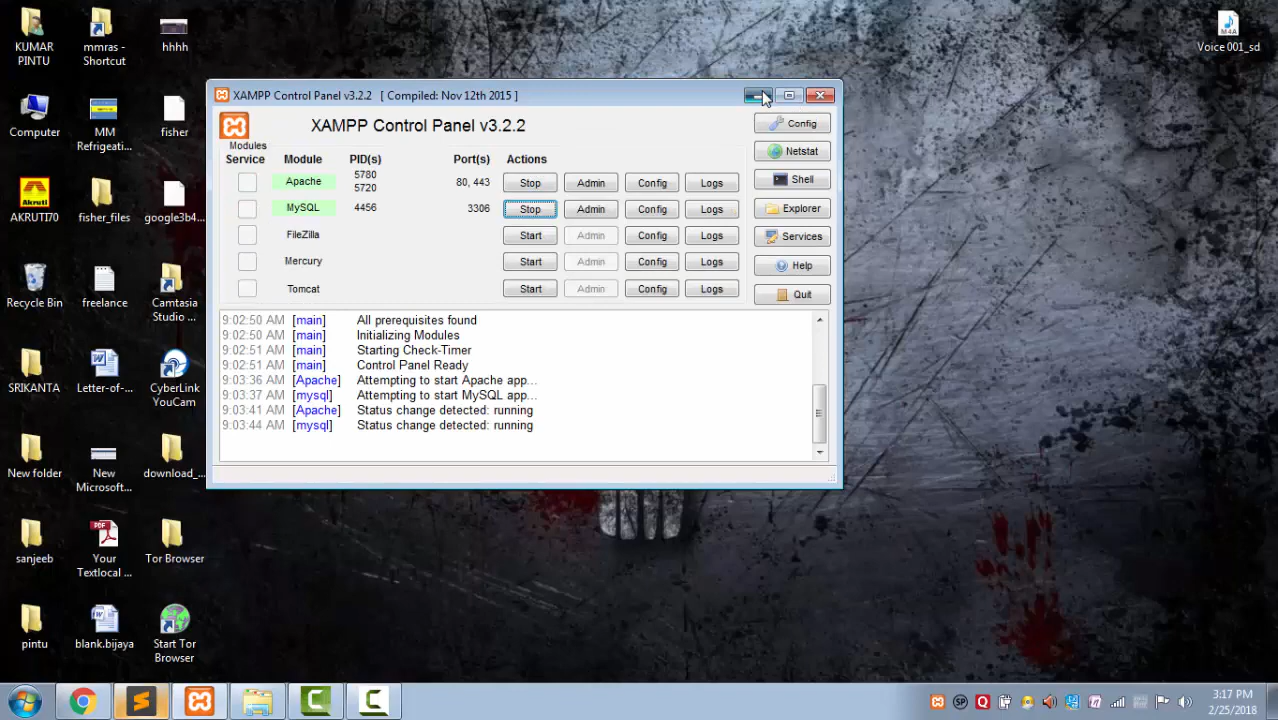 KUMAR
PINTU
mmras -
Shortcut
hhhh
M4A
Voice 001_sd
Computer
MM
Refrigerati...
fisher
Akruti
AKRUTI70
fisher_files
google3b4...
Recycle Bin
freelance
Camtasia
Studio ...
SRIKANTA
Letter-of-...
CyberLink
YouCam
New folder
New
Microsoft...
download_...
sanjeeb
PDF
Your
Textlocal ...
Tor Browser
pintu
blank.bijaya
Start Tor
Browser
XAMPP Control Panel v3.2.2 [ Compiled: Nov 12th 2015 ]
XAMPP Control Panel v3.2.2
Modules
Service Module PID(s) Port(s) Actions
Apache 5780
5720 80, 443 Stop Admin Config Logs
MySQL 4456 3306 Stop Admin Config Logs
FileZilla Start Admin Config Logs
Mercury Start Admin Config Logs
Tomcat Start Admin Config Logs
Config
Netstat
Shell
Explorer
Services
Help
Quit
9:02:50 AM [main] All prerequisites found
9:02:50 AM [main] Initializing Modules
9:02:51 AM [main] Starting Check-Timer
9:02:51 AM [main] Control Panel Ready
9:03:36 AM [Apache] Attempting to start Apache app...
9:03:37 AM [mysql] Attempting to start MySQL app...
9:03:41 AM [Apache] Status change detected: running
9:03:44 AM [mysql] Status change detected: running
SP
3:17 PM
2/25/2018